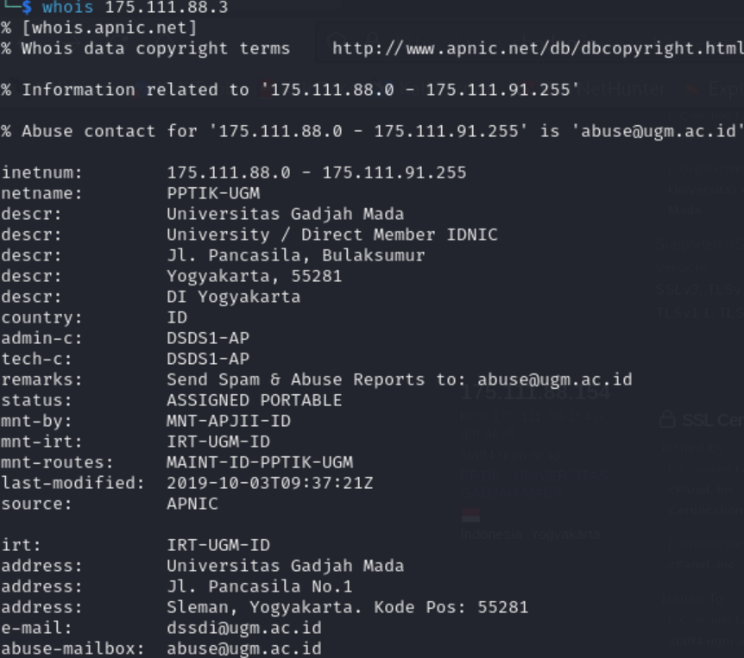 └─$ whois 175.111.88.3
% [whois.apnic.net]
% Whois data copyright terms    http://www.apnic.net/db/dbcopyright.html
% Information related to '175.111.88.0 - 175.111.91.255'
% Abuse contact for '175.111.88.0 - 175.111.91.255' is 'abuse@ugm.ac.id'
inetnum:        175.111.88.0 - 175.111.91.255
netname:        PPTIK-UGM
descr:          Universitas Gadjah Mada
descr:          University / Direct Member IDNIC
descr:          Jl. Pancasila, Bulaksumur
descr:          Yogyakarta, 55281
descr:          DI Yogyakarta
country:        ID
admin-c:        DSDS1-AP
tech-c:         DSDS1-AP
remarks:        Send Spam & Abuse Reports to: abuse@ugm.ac.id
status:         ASSIGNED PORTABLE
mnt-by:         MNT-APJII-ID
mnt-irt:        IRT-UGM-ID
mnt-routes:     MAINT-ID-PPTIK-UGM
last-modified:  2019-10-03T09:37:21Z
source:         APNIC
irt:            IRT-UGM-ID
address:        Universitas Gadjah Mada
address:        Jl. Pancasila No.1
address:        Sleman, Yogyakarta. Kode Pos: 55281
e-mail:         dssdi@ugm.ac.id
abuse-mailbox:  abuse@ugm.ac.id